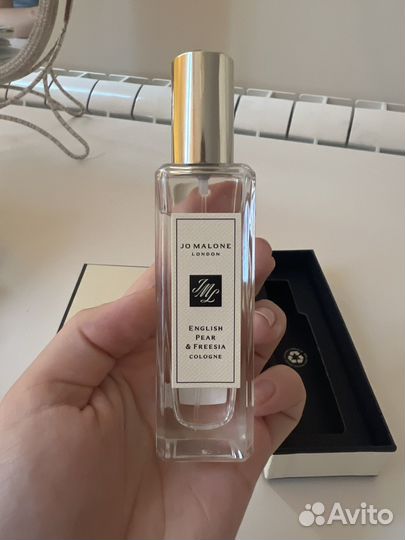 JO MALONE
LONDON
JML
ENGLISH
PEAR
& FREESIA
COLOGNE
Avito